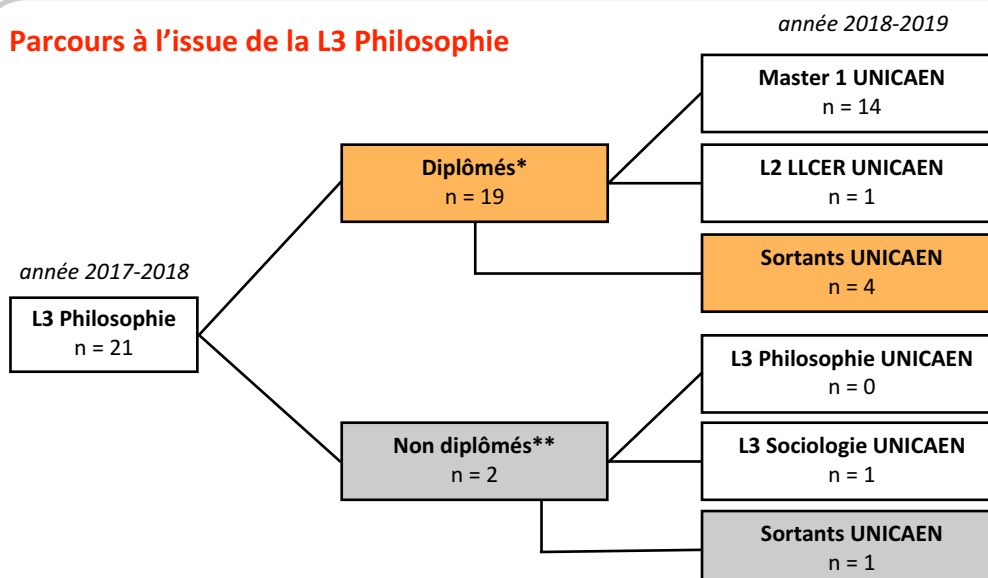 Parcours à l’issue de la L3 Philosophie
année 2018-2019
Master 1 UNICAEN
n = 14
Diplômés*
n = 19
L2 LLCER UNICAEN
n = 1
Sortants UNICAEN
n = 4
année 2017-2018
L3 Philosophie
n = 21
L3 Philosophie UNICAEN
n = 0
Non diplômés**
n = 2
L3 Sociologie UNICAEN
n = 1
Sortants UNICAEN
n = 1